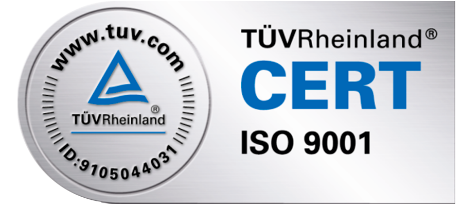 www.tuv.com
TÜVRheinland®
ID:9105044031
TÜVRheinland®
CERT
ISO 9001